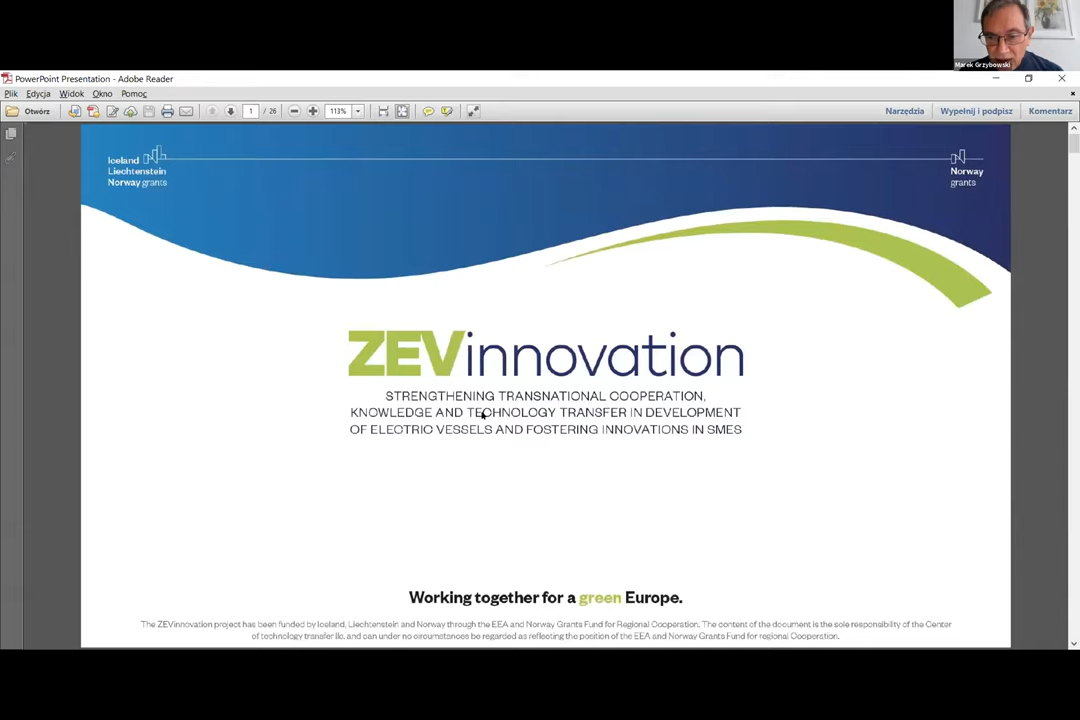 Marek Grzybowski
PowerPoint Presentation - Adobe Reader
Plik Edycja Widok Okno Pomoc
Otwórz 1 / 26 113% Narzędzia Wypełnij i podpisz Komentarz
Iceland
Liechtenstein
Norway grants
Norway
grants
ZEVinnovation
STRENGTHENING TRANSNATIONAL COOPERATION,
KNOWLEDGE AND TECHNOLOGY TRANSFER IN DEVELOPMENT
OF ELECTRIC VESSELS AND FOSTERING INNOVATIONS IN SMES
Working together for a green Europe.
The ZEVinnovation project has been funded by Iceland, Liechtenstein and Norway through the EEA and Norway Grants Fund for Regional Cooperation. The content of the document is the sole responsibility of the Center
of technology transfer llc. and can under no circumstances be regarded as reflecting the position of the EEA and Norway Grants Fund for regional Cooperation.